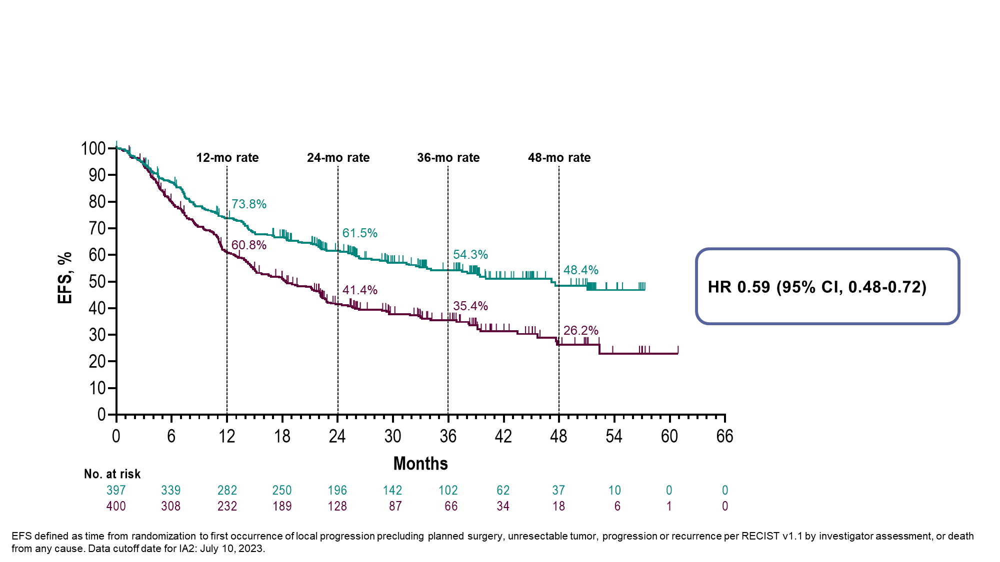 100
12-mo rate 24-mo rate 36-mo rate 48-mo rate
90
80
73.8%
70
61.5%
60.8%
60
54.3%
48.4%
50
41.4%
40
35.4%
30
26.2%
20
10
0
EFS, %
HR 0.59 (95% CI, 0.48-0.72)
0 6 12 18 24 30 36 42 48 54 60 66
Months
No. at risk
397 339 282 250 196 142 102 62 37 10 0 0
400 308 232 189 128 87 66 34 18 6 1 0
EFS defined as time from randomization to first occurrence of local progression precluding planned surgery, unresectable tumor, progression or recurrence per RECIST v1.1 by investigator assessment, or death
from any cause. Data cutoff date for IA2: July 10, 2023.